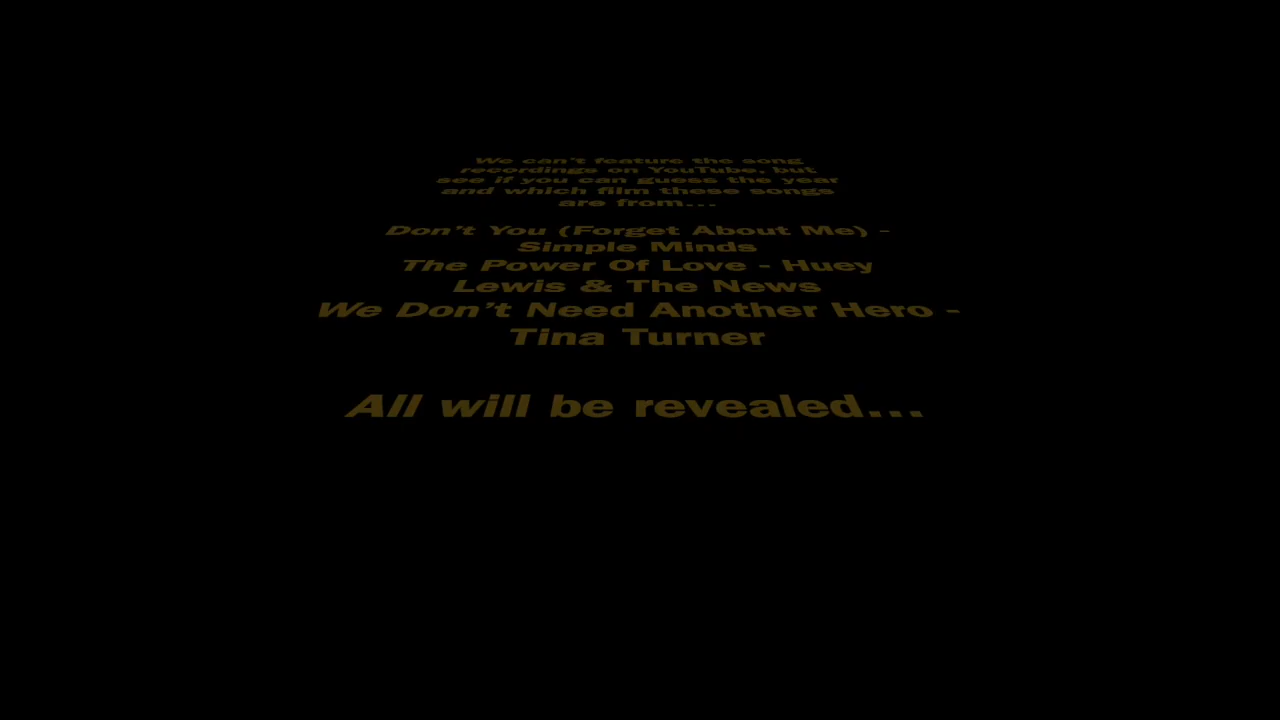 We can't feature the song
recordings on YouTube, but
see if you can guess the year
and which film these songs
are from...
Don't You (Forget About Me) -
Simple Minds
The Power Of Love - Huey
Lewis & The News
We Don't Need Another Hero -
Tina Turner
All will be revealed...